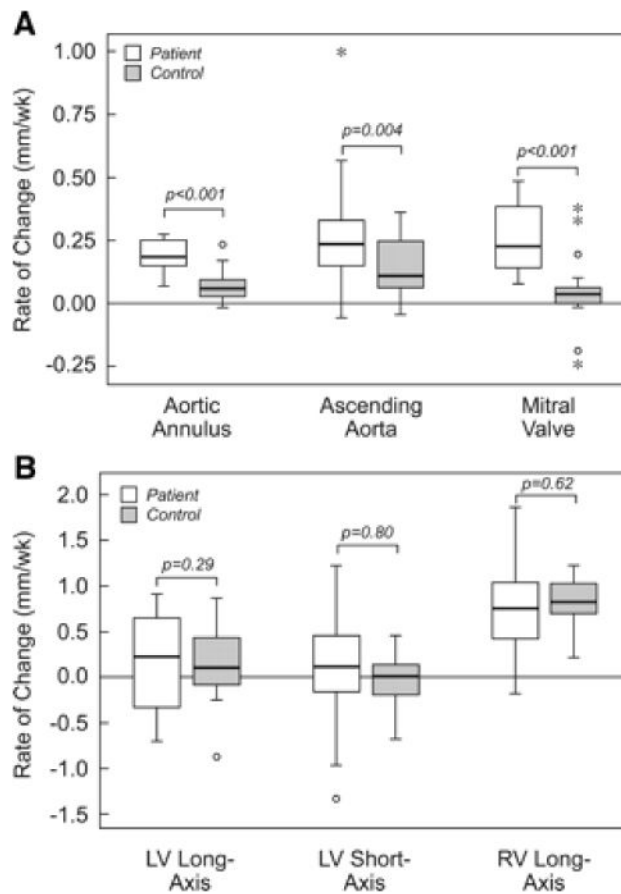 A
Rate of Change (mm/wk)
1.00
0.75
0.50
0.25
0.00
-0.25
Patient
Control
p<0.001
p=0.004
p<0.001
Aortic
Annulus
Ascending
Aorta
Mitral
Valve
B
Rate of Change (mm/wk)
2.0
1.5
1.0
0.5
0.0
-0.5
-1.0
-1.5
Patient
Control
p=0.29
p=0.80
p=0.62
LV Long-
Axis
LV Short-
Axis
RV Long-
Axis